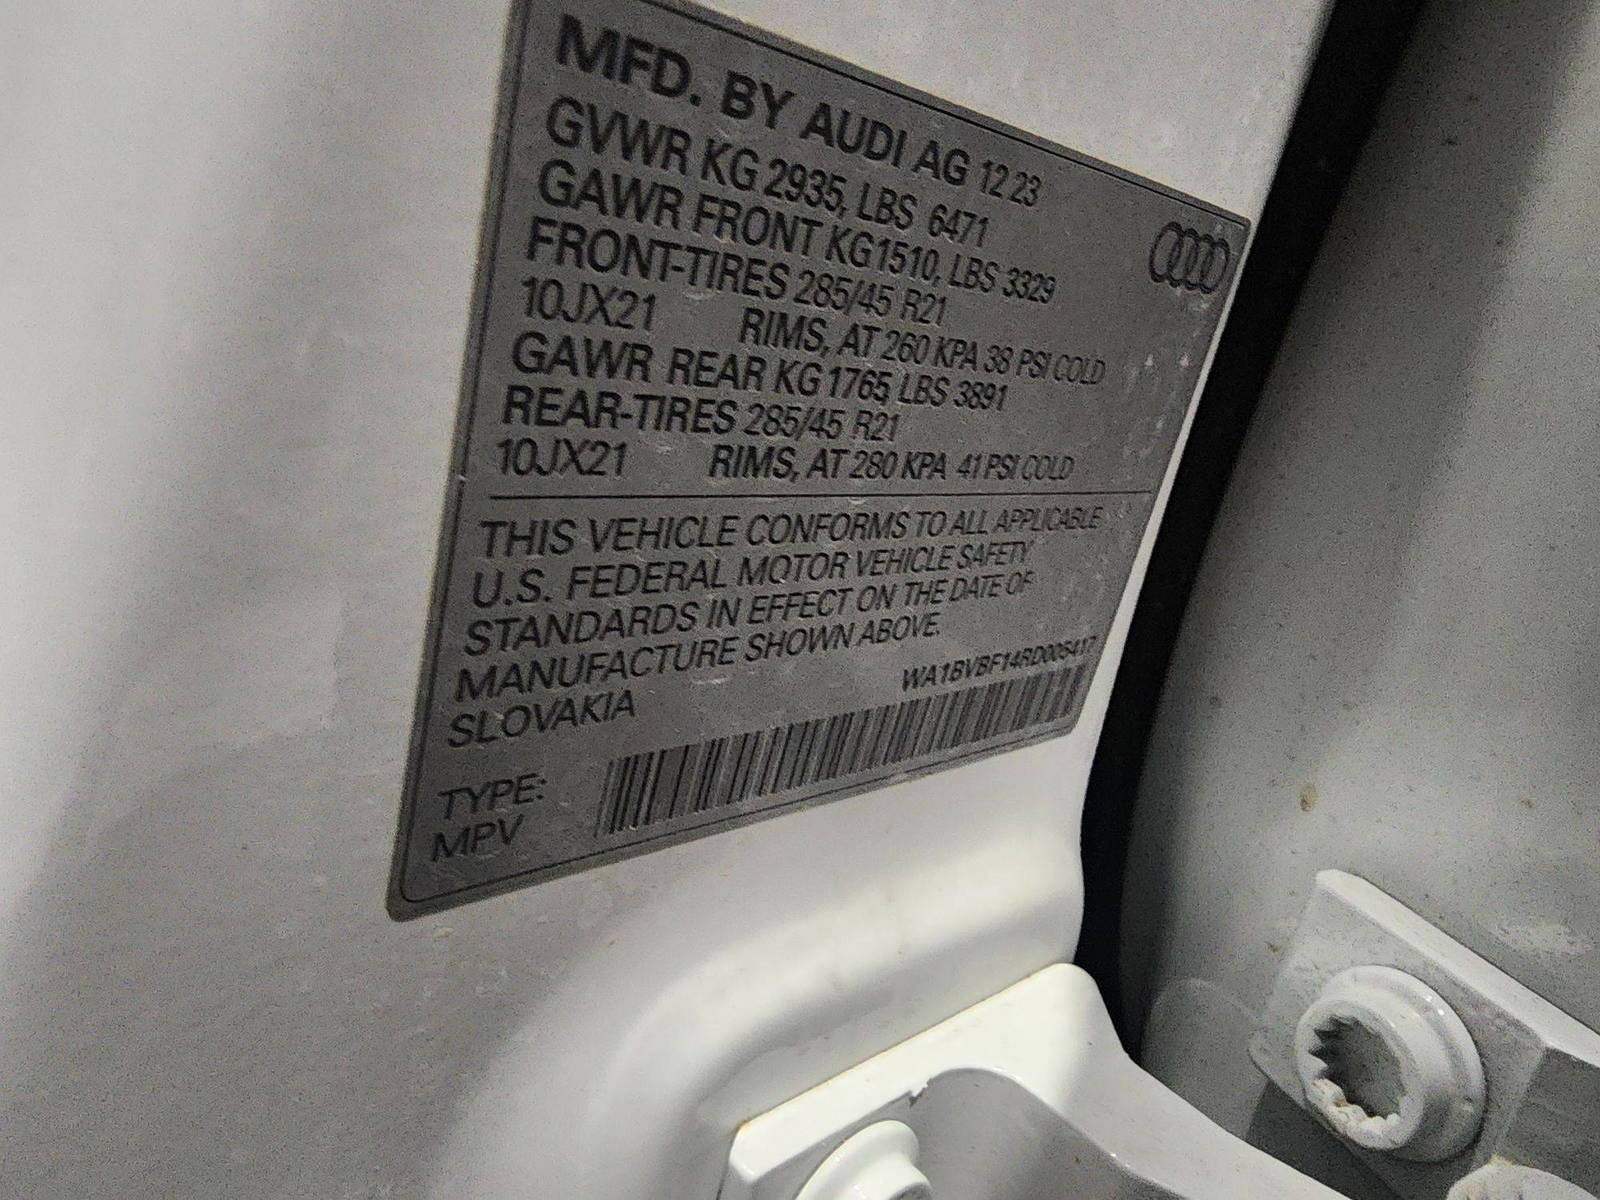 MFD. BY AUDI AG 12 23
GVWR KG 2935, LBS 6471
GAWR FRONT KG 1510, LBS 3329
FRONT-TIRES 285/45 R21
10JX21 RIMS, AT 260 KPA 38 PSI COLD
GAWR REAR KG 1765, LBS 3891
REAR-TIRES 285/45 R21
10JX21 RIMS, AT 280 KPA 41 PSI COLD
THIS VEHICLE CONFORMS TO ALL APPLICABLE
U.S. FEDERAL MOTOR VEHICLE SAFETY
STANDARDS IN EFFECT ON THE DATE OF
MANUFACTURE SHOWN ABOVE.
SLOVAKIA
WA1BVBF14RD005417
TYPE:
MPV